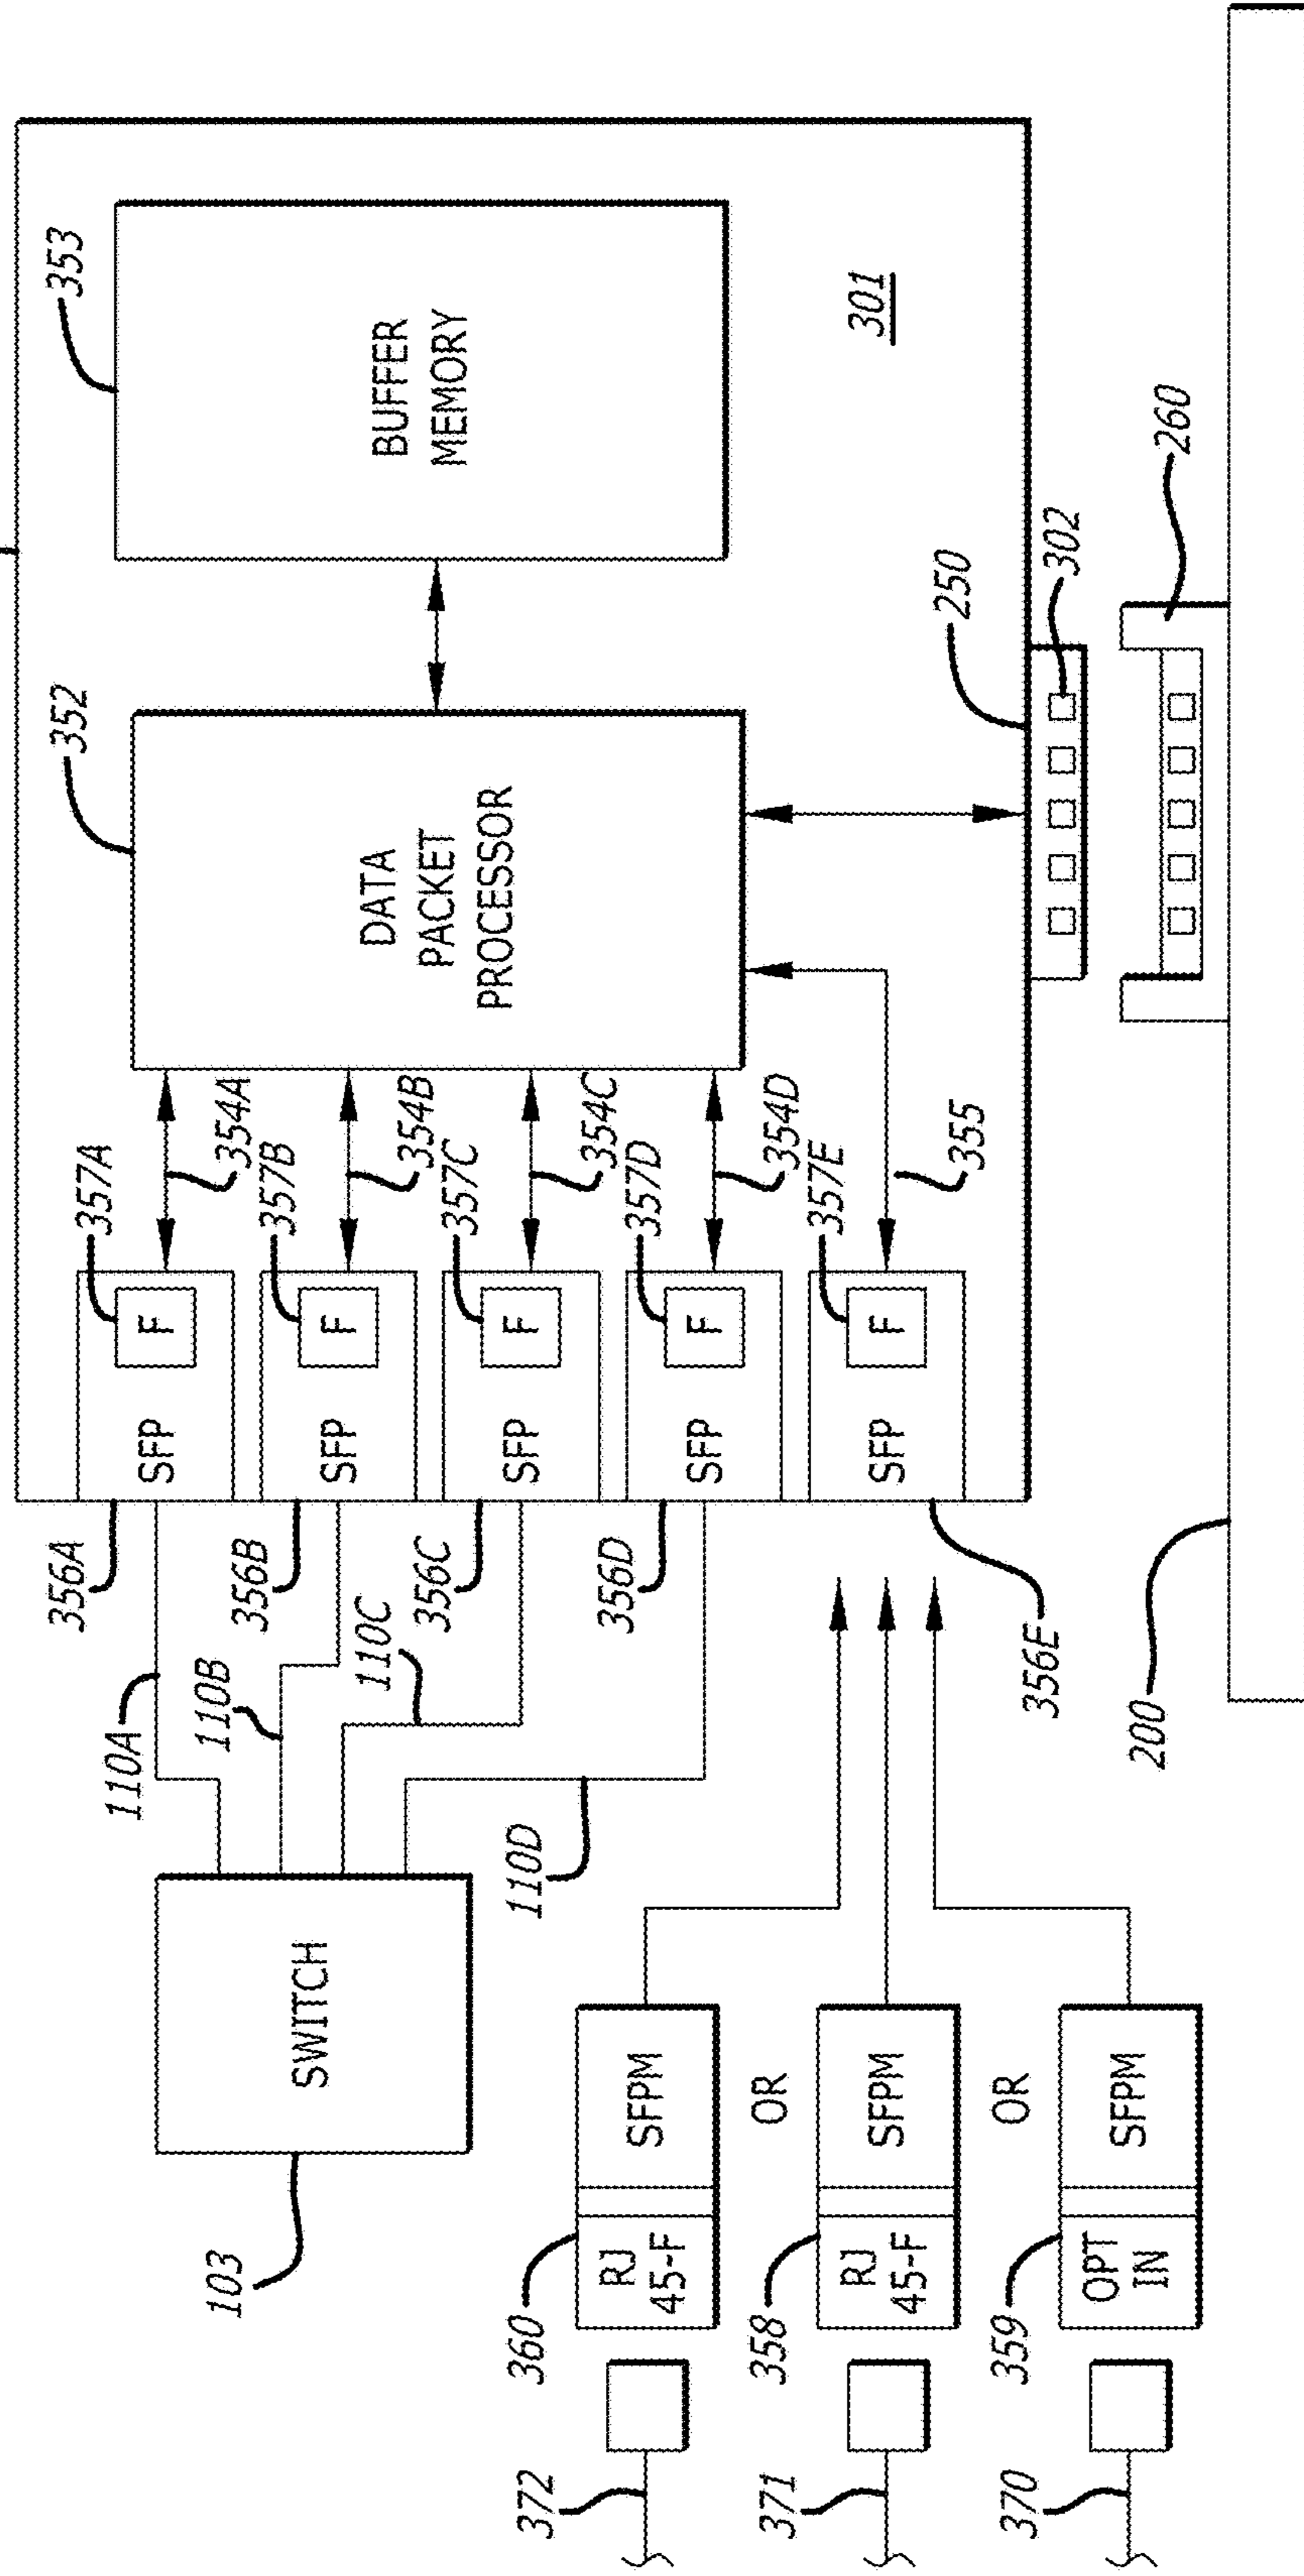 353
352
BUFFER
MEMORY
DATA
PACKET
PROCESSOR
301
250
302
260
357A
354A
357B
354B
357C
354C
357D
354D
357E
355
F
SFP
F
SFP
F
SFP
F
SFP
F
SFP
356A
356B
356C
356D
356E
110A
110B
110C
110D
200
SWITCH
103
360
RJ
45-F
SFPM
OR
358
RJ
45-F
SFPM
OR
359
OPT
IN
SFPM
372
371
370